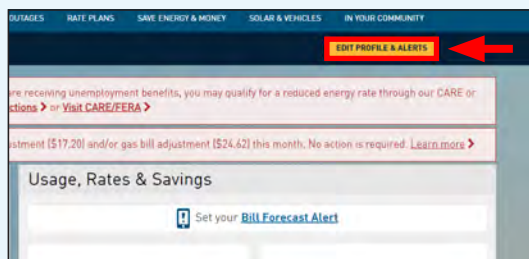 OUTAGES RATE PLANS SAVE ENERGY & MONEY SOLAR & VEHICLES IN YOUR COMMUNITY
EDIT PROFILE & ALERTS
are receiving unemployment benefits, you may qualify for a reduced energy rate through our CARE or
ctions > or Visit CARE/FERA >
ustment ($17.20) and/or gas bill adjustment ($24.62) this month. No action is required. Learn more >
Usage, Rates & Savings
Set your Bill Forecast Alert